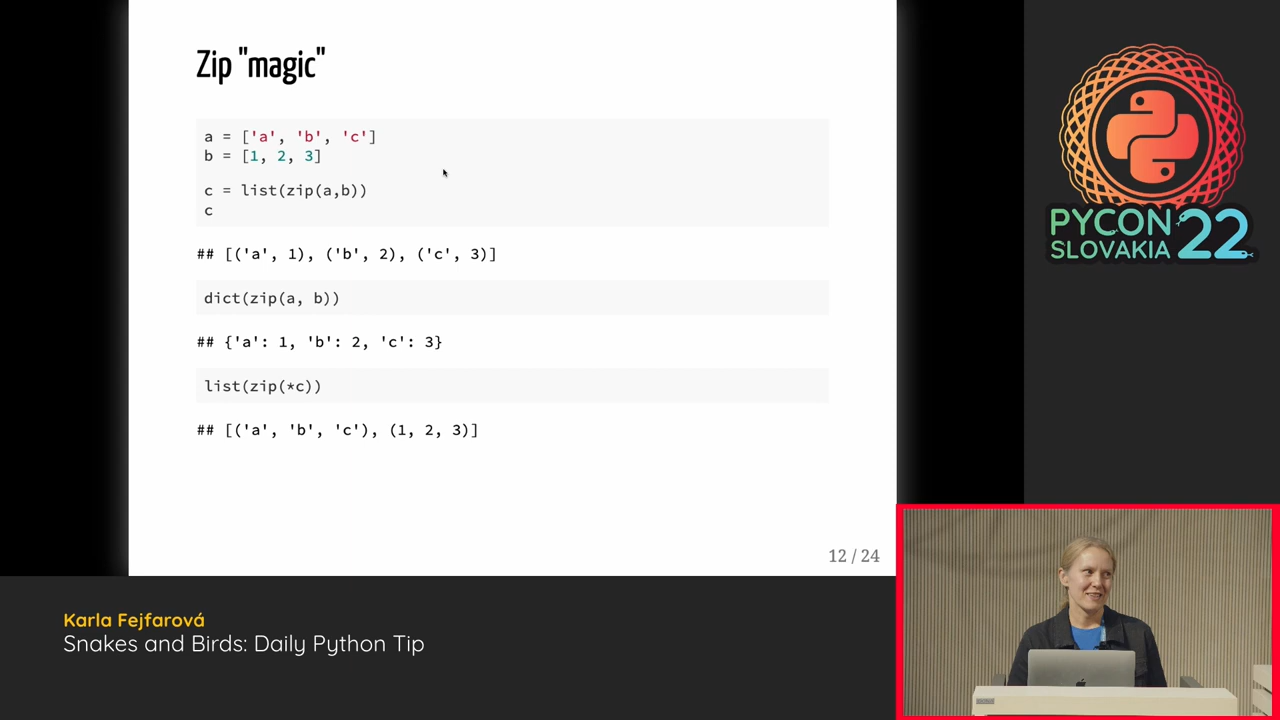 Zip "magic"
a = ['a', 'b', 'c']
b = [1, 2, 3]
c = list(zip(a,b))
c
## [('a', 1), ('b', 2), ('c', 3)]
dict(zip(a, b))
## {'a': 1, 'b': 2, 'c': 3}
list(zip(*c))
## [('a', 'b', 'c'), (1, 2, 3)]
12 / 24
PYCON
SLOVAKIA
22
Karla Fejfarová
Snakes and Birds: Daily Python Tip